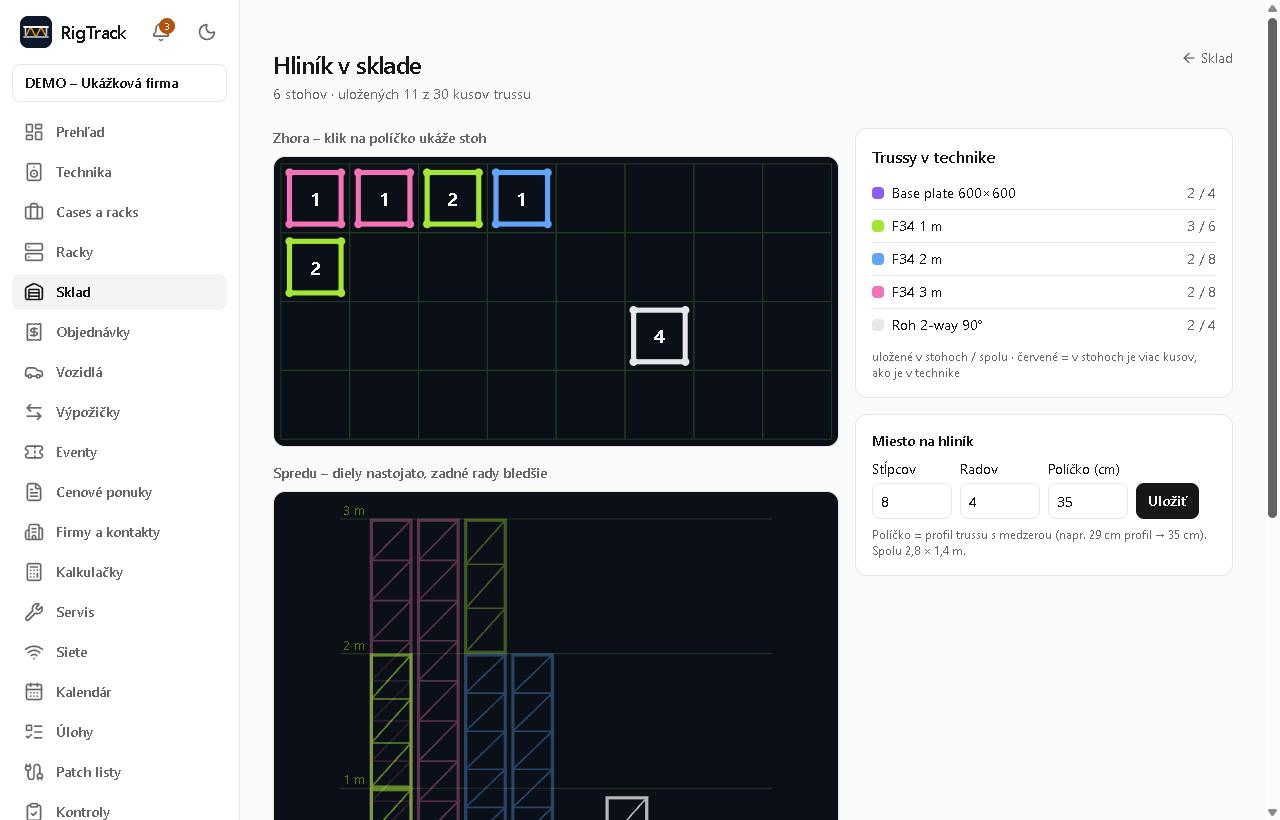 RigTrack
3
DEMO – Ukážková firma
Prehľad
Technika
Cases a racks
Racky
Sklad
Objednávky
Vozidlá
Výpožičky
Eventy
Cenové ponuky
Firmy a kontakty
Kalkulačky
Servis
Siete
Kalendár
Úlohy
Patch listy
Kontroly
Hliník v sklade
← Sklad
6 stohov · uložených 11 z 30 kusov trussu
Zhora – klik na políčko ukáže stoh
1 1 2 1
2
4
Spredu – diely nastojato, zadné rady bledšie
3 m
2 m
1 m
Trussy v technike
Base plate 600×600 2 / 4
F34 1 m 3 / 6
F34 2 m 2 / 8
F34 3 m 2 / 8
Roh 2-way 90° 2 / 4
uložené v stohoch / spolu · červené = v stohoch je viac kusov,
ako je v technike
Miesto na hliník
Stĺpcov Radov Políčko (cm)
8 4 35 Uložiť
Políčko = profil trussu s medzerou (napr. 29 cm profil → 35 cm).
Spolu 2,8 × 1,4 m.